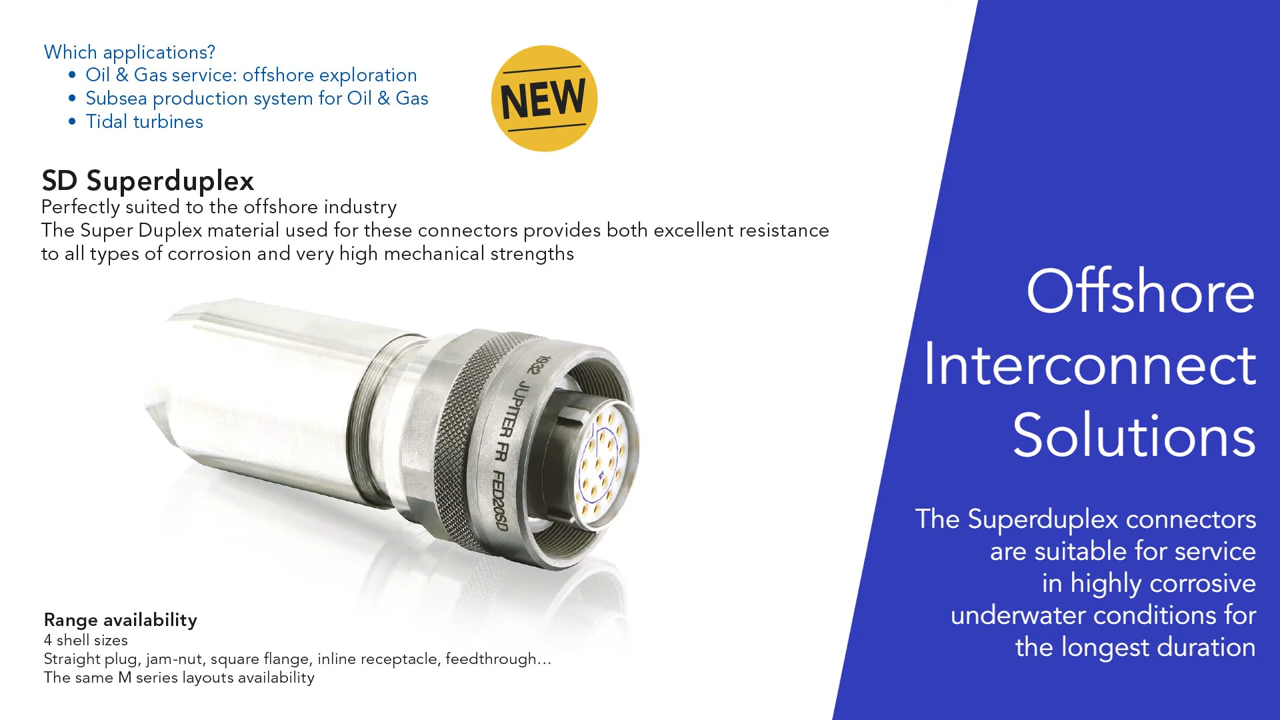 Which applications?
• Oil & Gas service: offshore exploration
• Subsea production system for Oil & Gas
• Tidal turbines
NEW
SD Superduplex
Perfectly suited to the offshore industry
The Super Duplex material used for these connectors provides both excellent resistance
to all types of corrosion and very high mechanical strengths
1932 JUPITER FR FED20SD
Range availability
4 shell sizes
Straight plug, jam-nut, square flange, inline receptacle, feedthrough…
The same M series layouts availability
Offshore
Interconnect
Solutions
The Superduplex connectors
are suitable for service
in highly corrosive
underwater conditions for
the longest duration